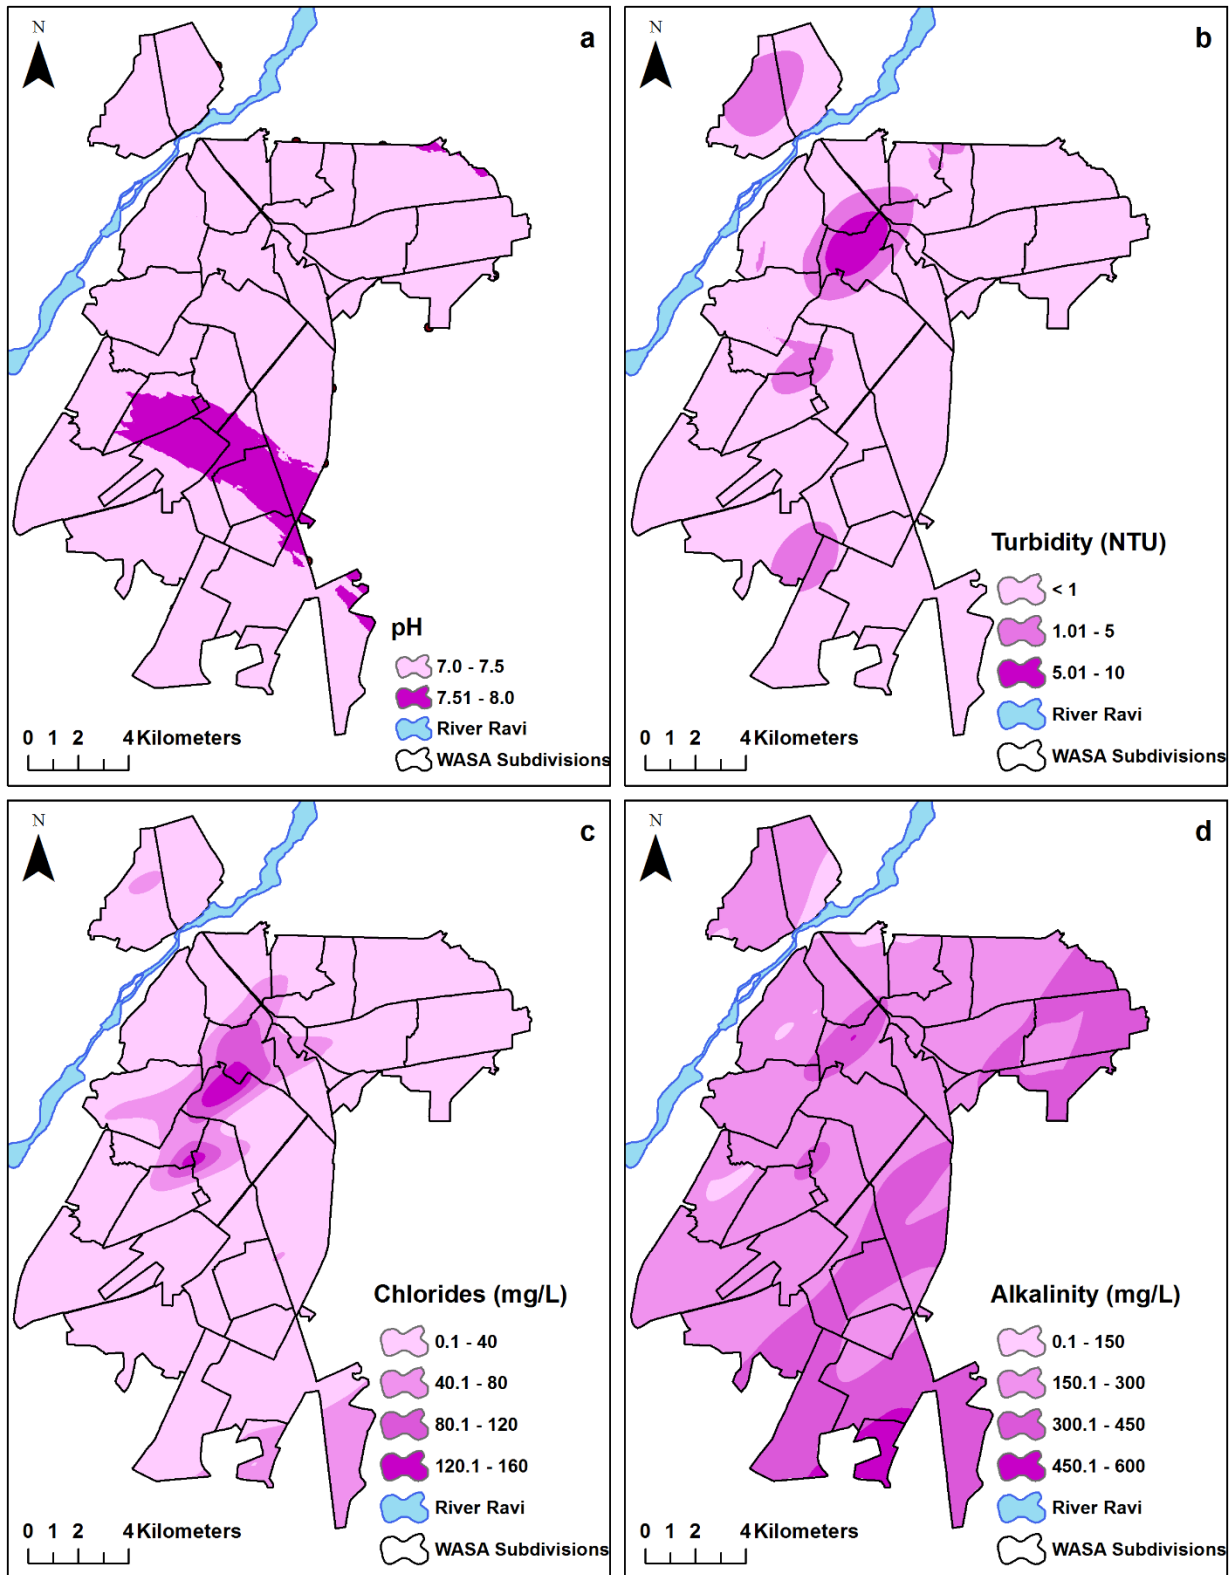 N
a
pH
7.0 - 7.5
7.51 - 8.0
River Ravi
WASA Subdivisions
0 1 2 4 Kilometers
N
b
Turbidity (NTU)
< 1
1.01 - 5
5.01 - 10
River Ravi
WASA Subdivisions
0 1 2 4 Kilometers
N
c
Chlorides (mg/L)
0.1 - 40
40.1 - 80
80.1 - 120
120.1 - 160
River Ravi
WASA Subdivisions
0 1 2 4 Kilometers
N
d
Alkalinity (mg/L)
0.1 - 150
150.1 - 300
300.1 - 450
450.1 - 600
River Ravi
WASA Subdivisions
0 1 2 4 Kilometers